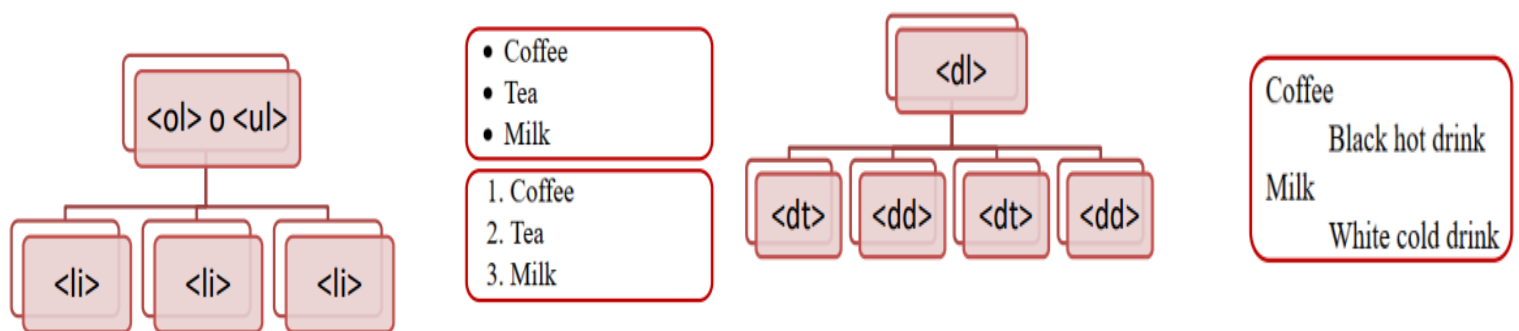 <ol> o <ul>
<li> <li> <li>
• Coffee
• Tea
• Milk
1. Coffee
2. Tea
3. Milk
<dl>
<dt> <dd> <dt> <dd>
Coffee
Black hot drink
Milk
White cold drink